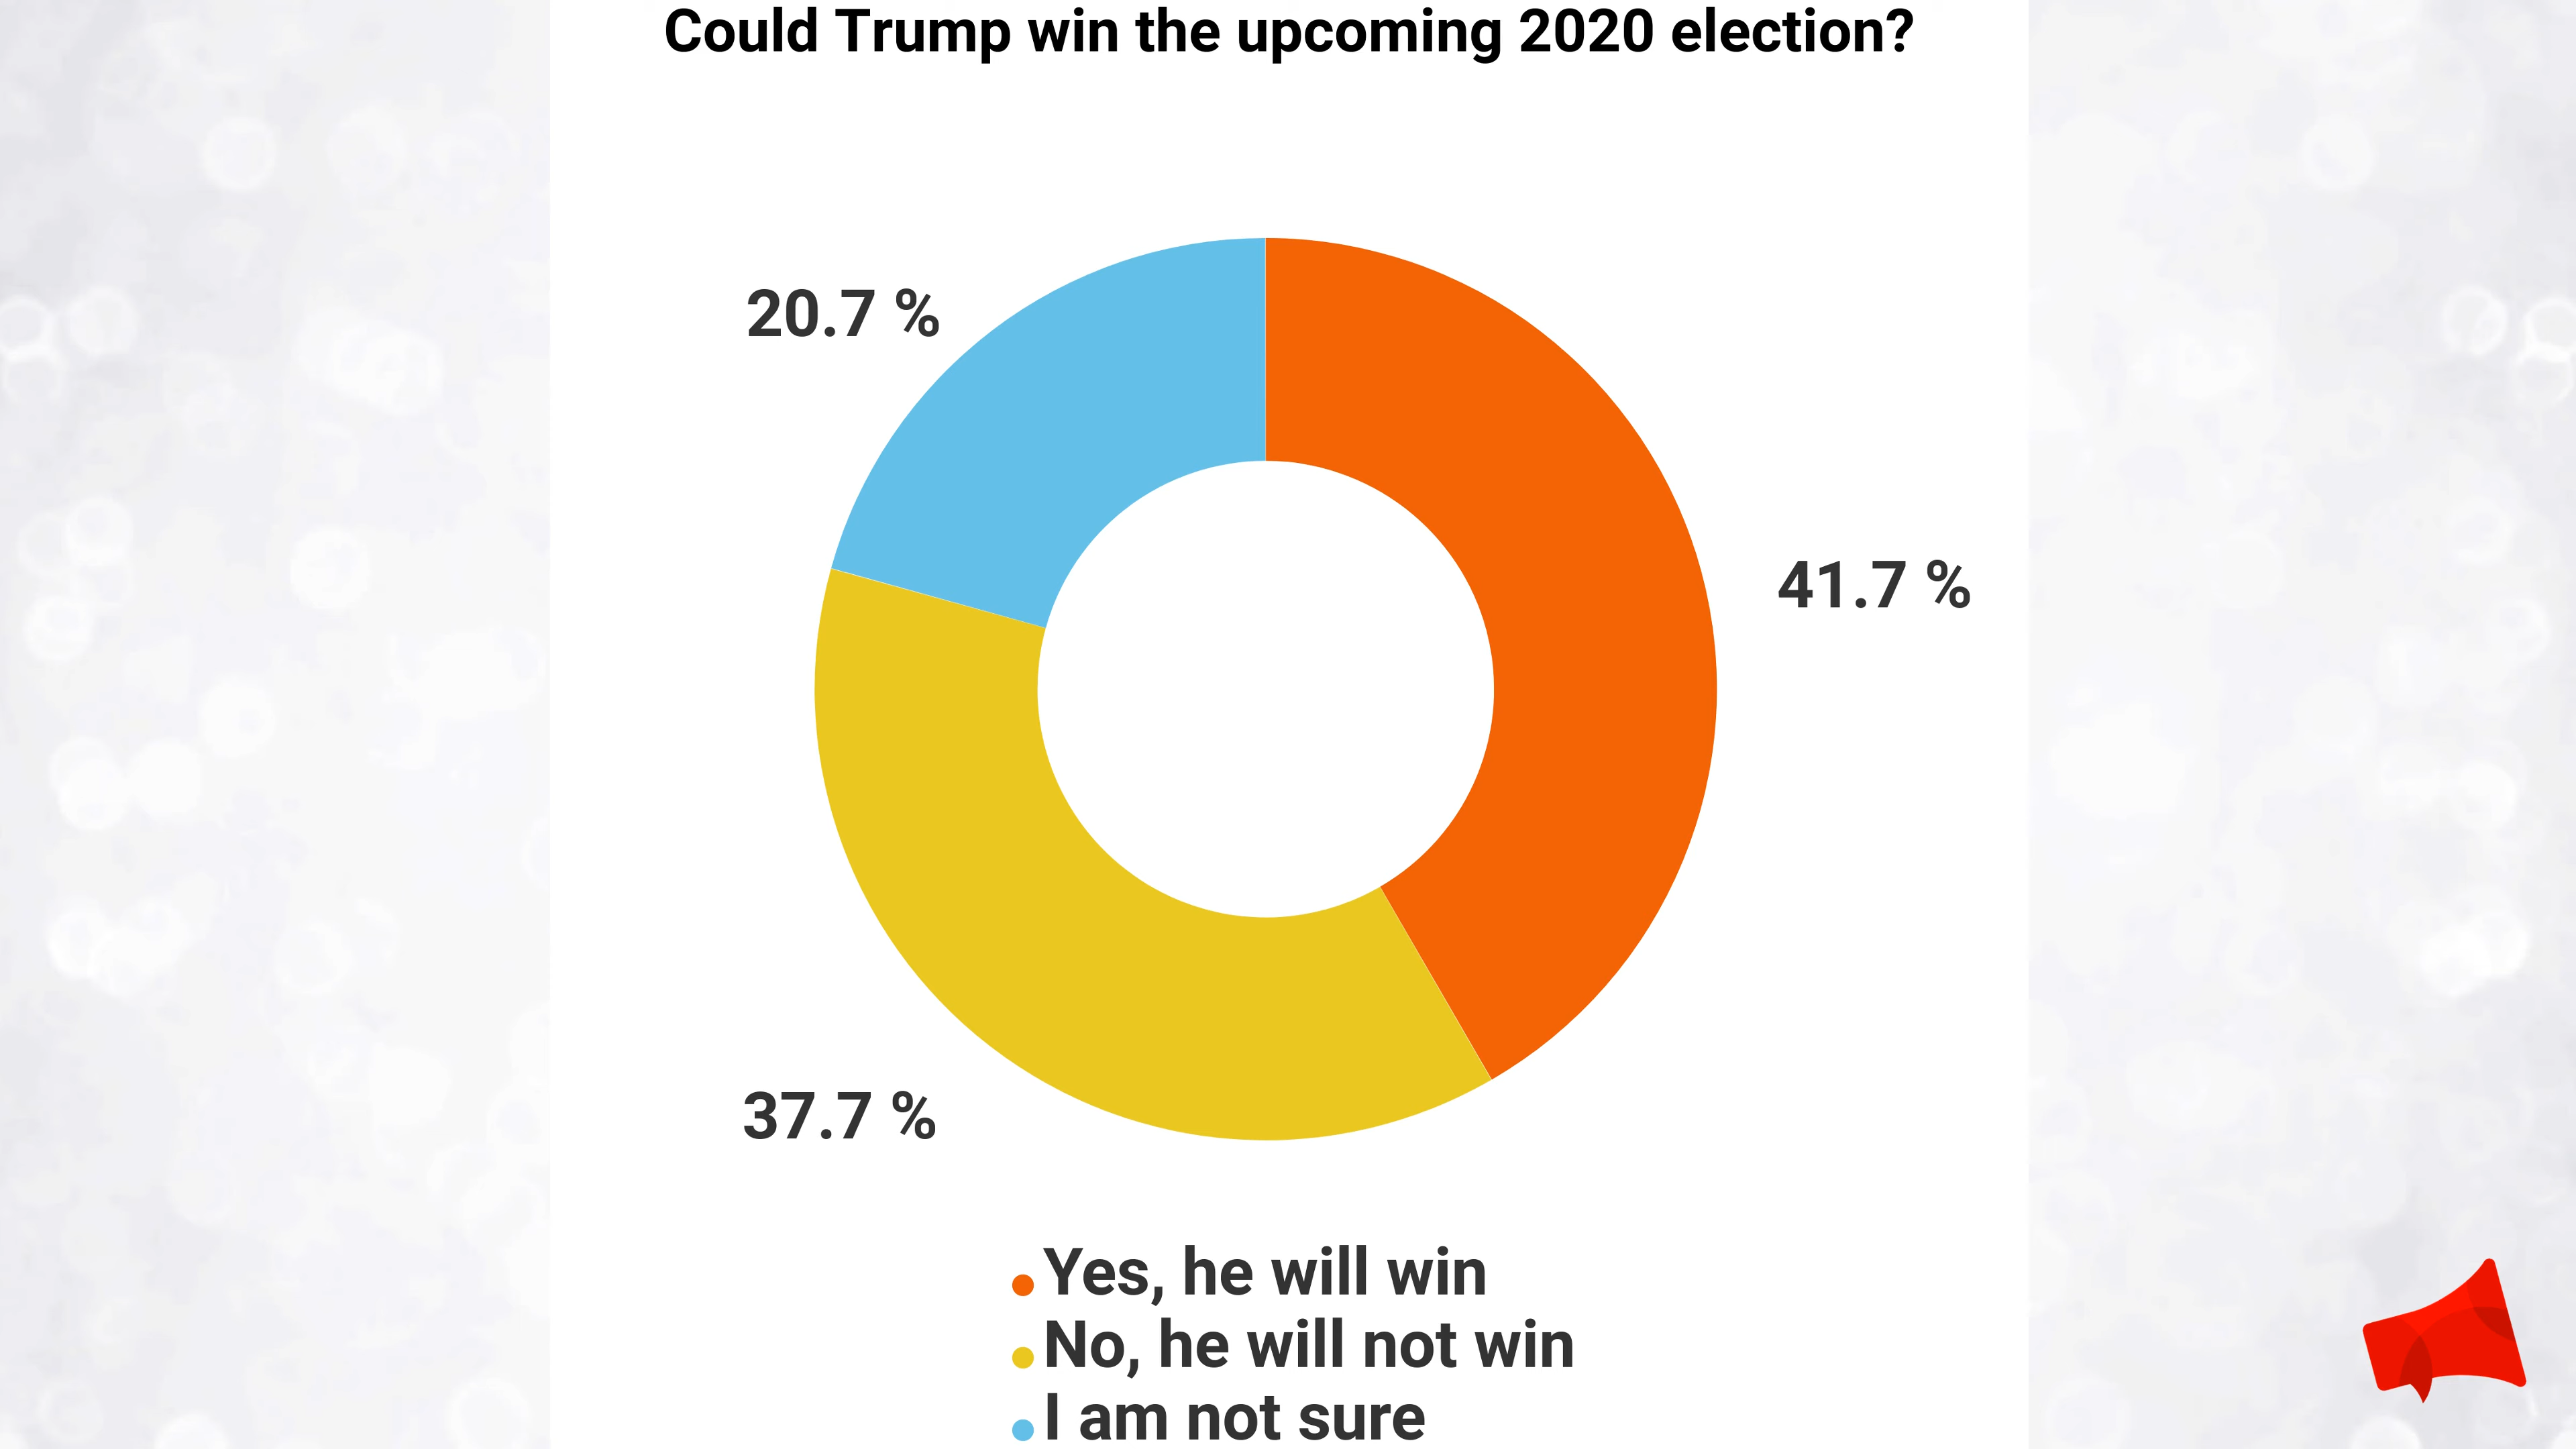 Could Trump win the upcoming 2020 election?
20.7 %
41.7 %
37.7 %
Yes, he will win
No, he will not win
I am not sure